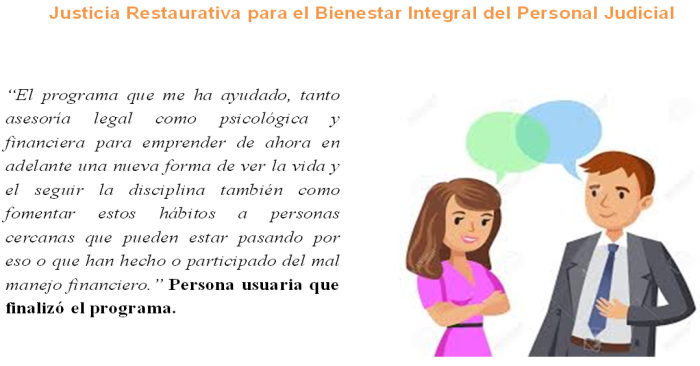 Justicia Restaurativa para el Bienestar Integral del Personal Judicial
“El programa que me ha ayudado, tanto
asesoría legal como psicológica y
financiera para emprender de ahora en
adelante una nueva forma de ver la vida y
el seguir la disciplina también como
fomentar estos hábitos a personas
cercanas que pueden estar pasando por
eso o que han hecho o participado del mal
manejo financiero.” Persona usuaria que
finalizó el programa.